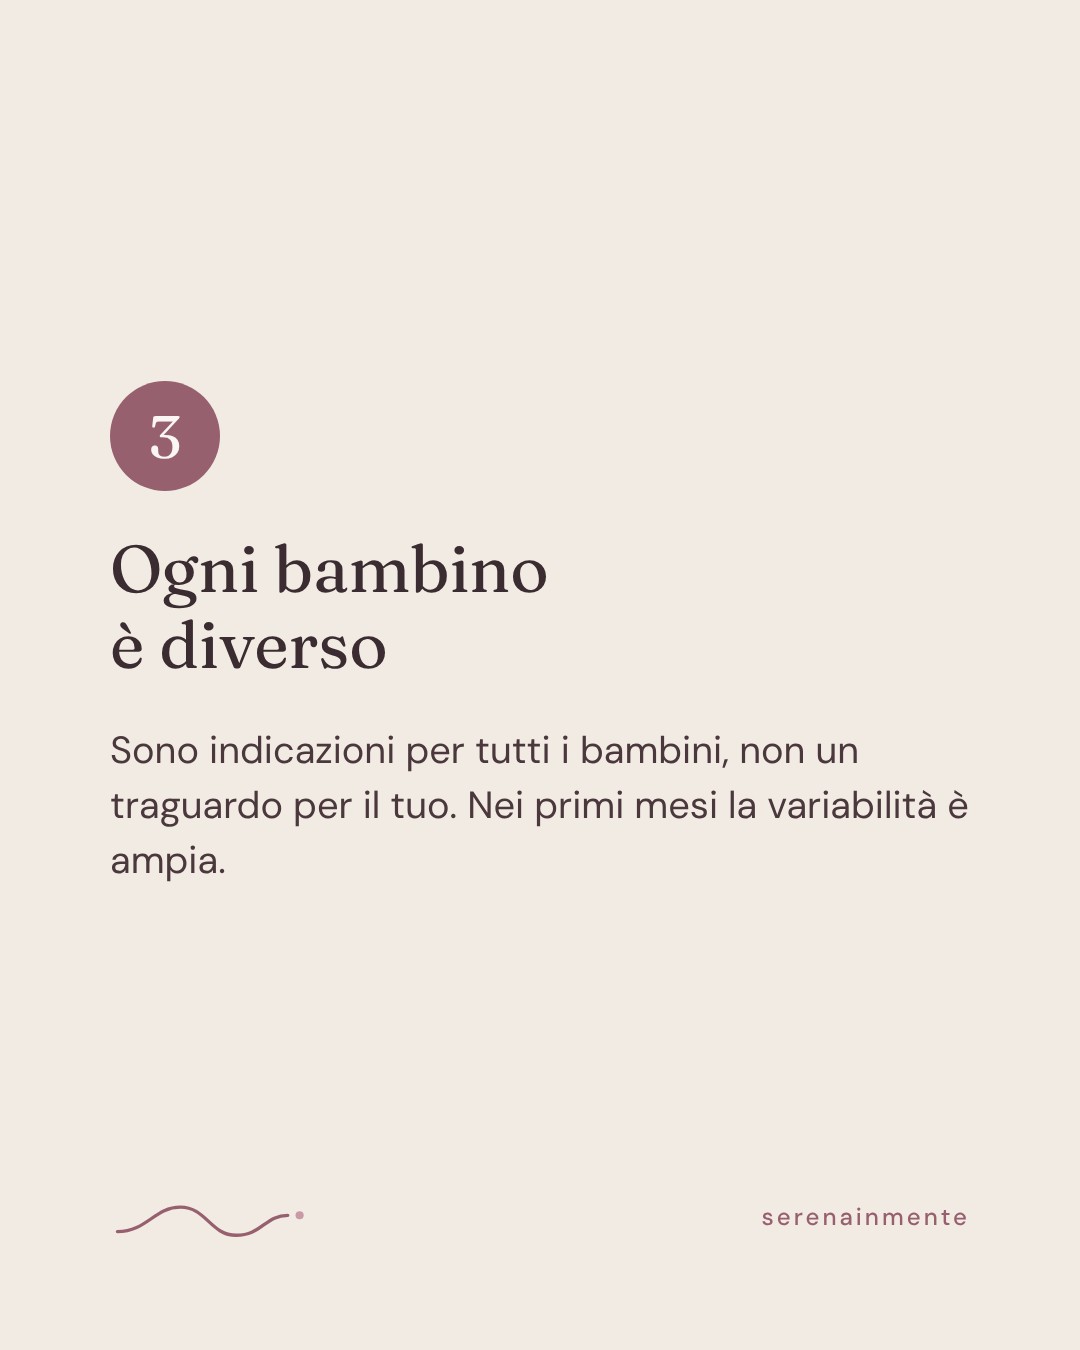 3
Ogni bambino
è diverso
Sono indicazioni per tutti i bambini, non un
traguardo per il tuo. Nei primi mesi la variabilità è
ampia.
serenainmente